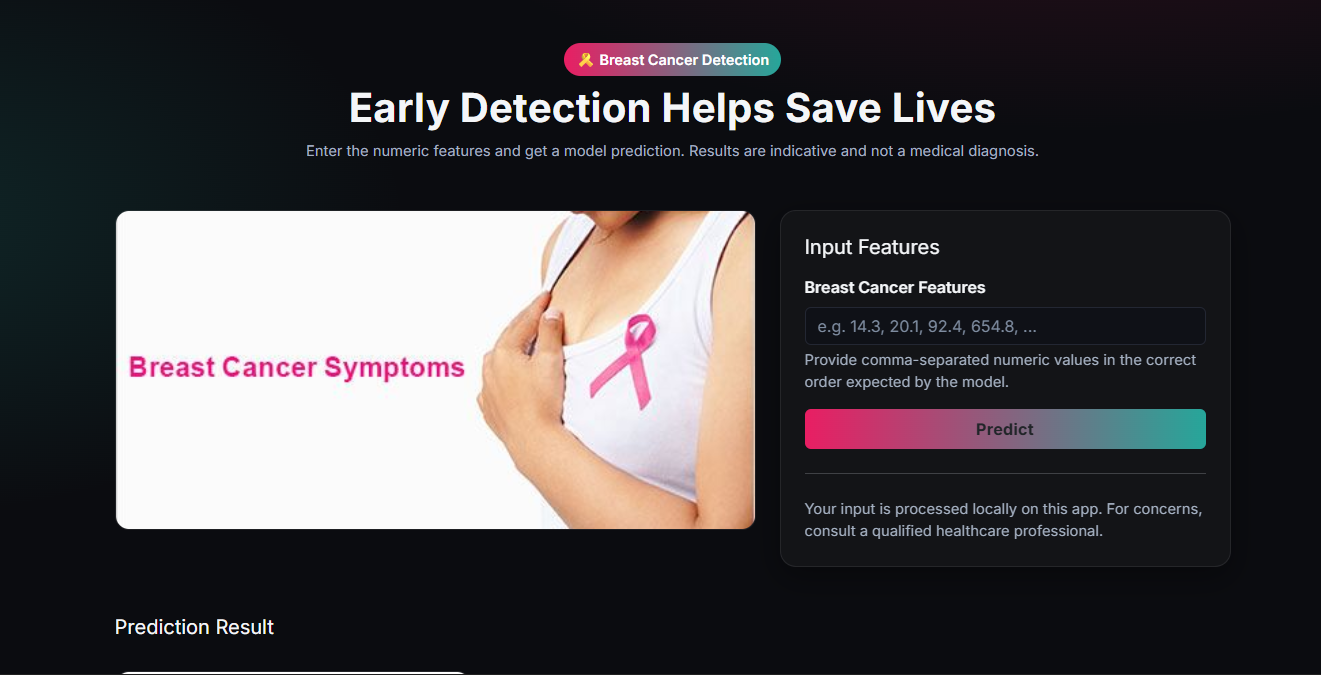 Breast Cancer Detection
Early Detection Helps Save Lives
Enter the numeric features and get a model prediction. Results are indicative and not a medical diagnosis.
Breast Cancer Symptoms
Input Features
Breast Cancer Features
e.g. 14.3, 20.1, 92.4, 654.8, ...
Provide comma-separated numeric values in the correct
order expected by the model.
Predict
Your input is processed locally on this app. For concerns,
consult a qualified healthcare professional.
Prediction Result